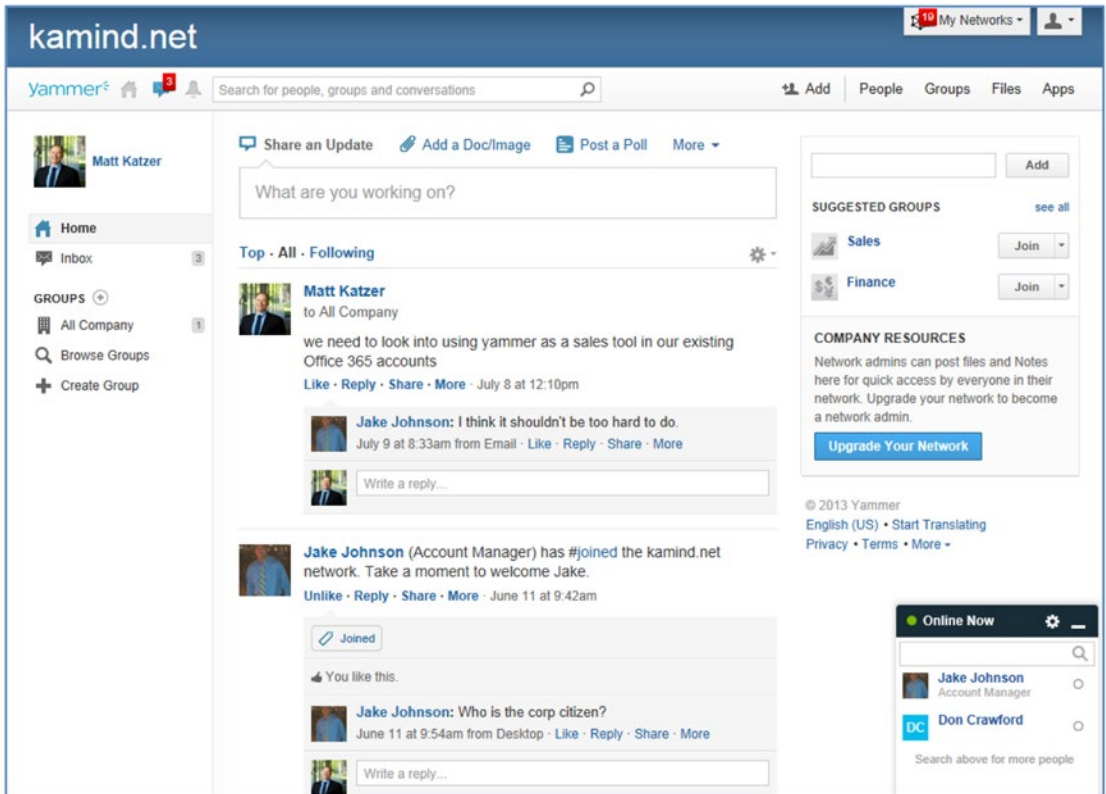 kamind.net
19 My Networks
yammer
3
Search for people, groups and conversations
Add
People
Groups
Files
Apps
Matt Katzer
Home
Inbox 3
GROUPS
All Company 1
Browse Groups
Create Group
Share an Update
Add a Doc/Image
Post a Poll
More
What are you working on?
Top · All · Following
Matt Katzer
to All Company
we need to look into using yammer as a sales tool in our existing
Office 365 accounts
Like · Reply · Share · More · July 8 at 12:10pm
Jake Johnson: I think it shouldn't be too hard to do.
July 9 at 8:33am from Email · Like · Reply · Share · More
Write a reply...
Jake Johnson (Account Manager) has #joined the kamind.net
network. Take a moment to welcome Jake.
Unlike · Reply · Share · More · June 11 at 9:42am
Joined
You like this.
Jake Johnson: Who is the corp citizen?
June 11 at 9:54am from Desktop · Like · Reply · Share · More
Write a reply...
Add
SUGGESTED GROUPS see all
Sales Join
Finance Join
COMPANY RESOURCES
Network admins can post files and Notes
here for quick access by everyone in their
network. Upgrade your network to become
a network admin.
Upgrade Your Network
© 2013 Yammer
English (US) • Start Translating
Privacy • Terms • More
Online Now
Jake Johnson
Account Manager
DC Don Crawford
Search above for more people